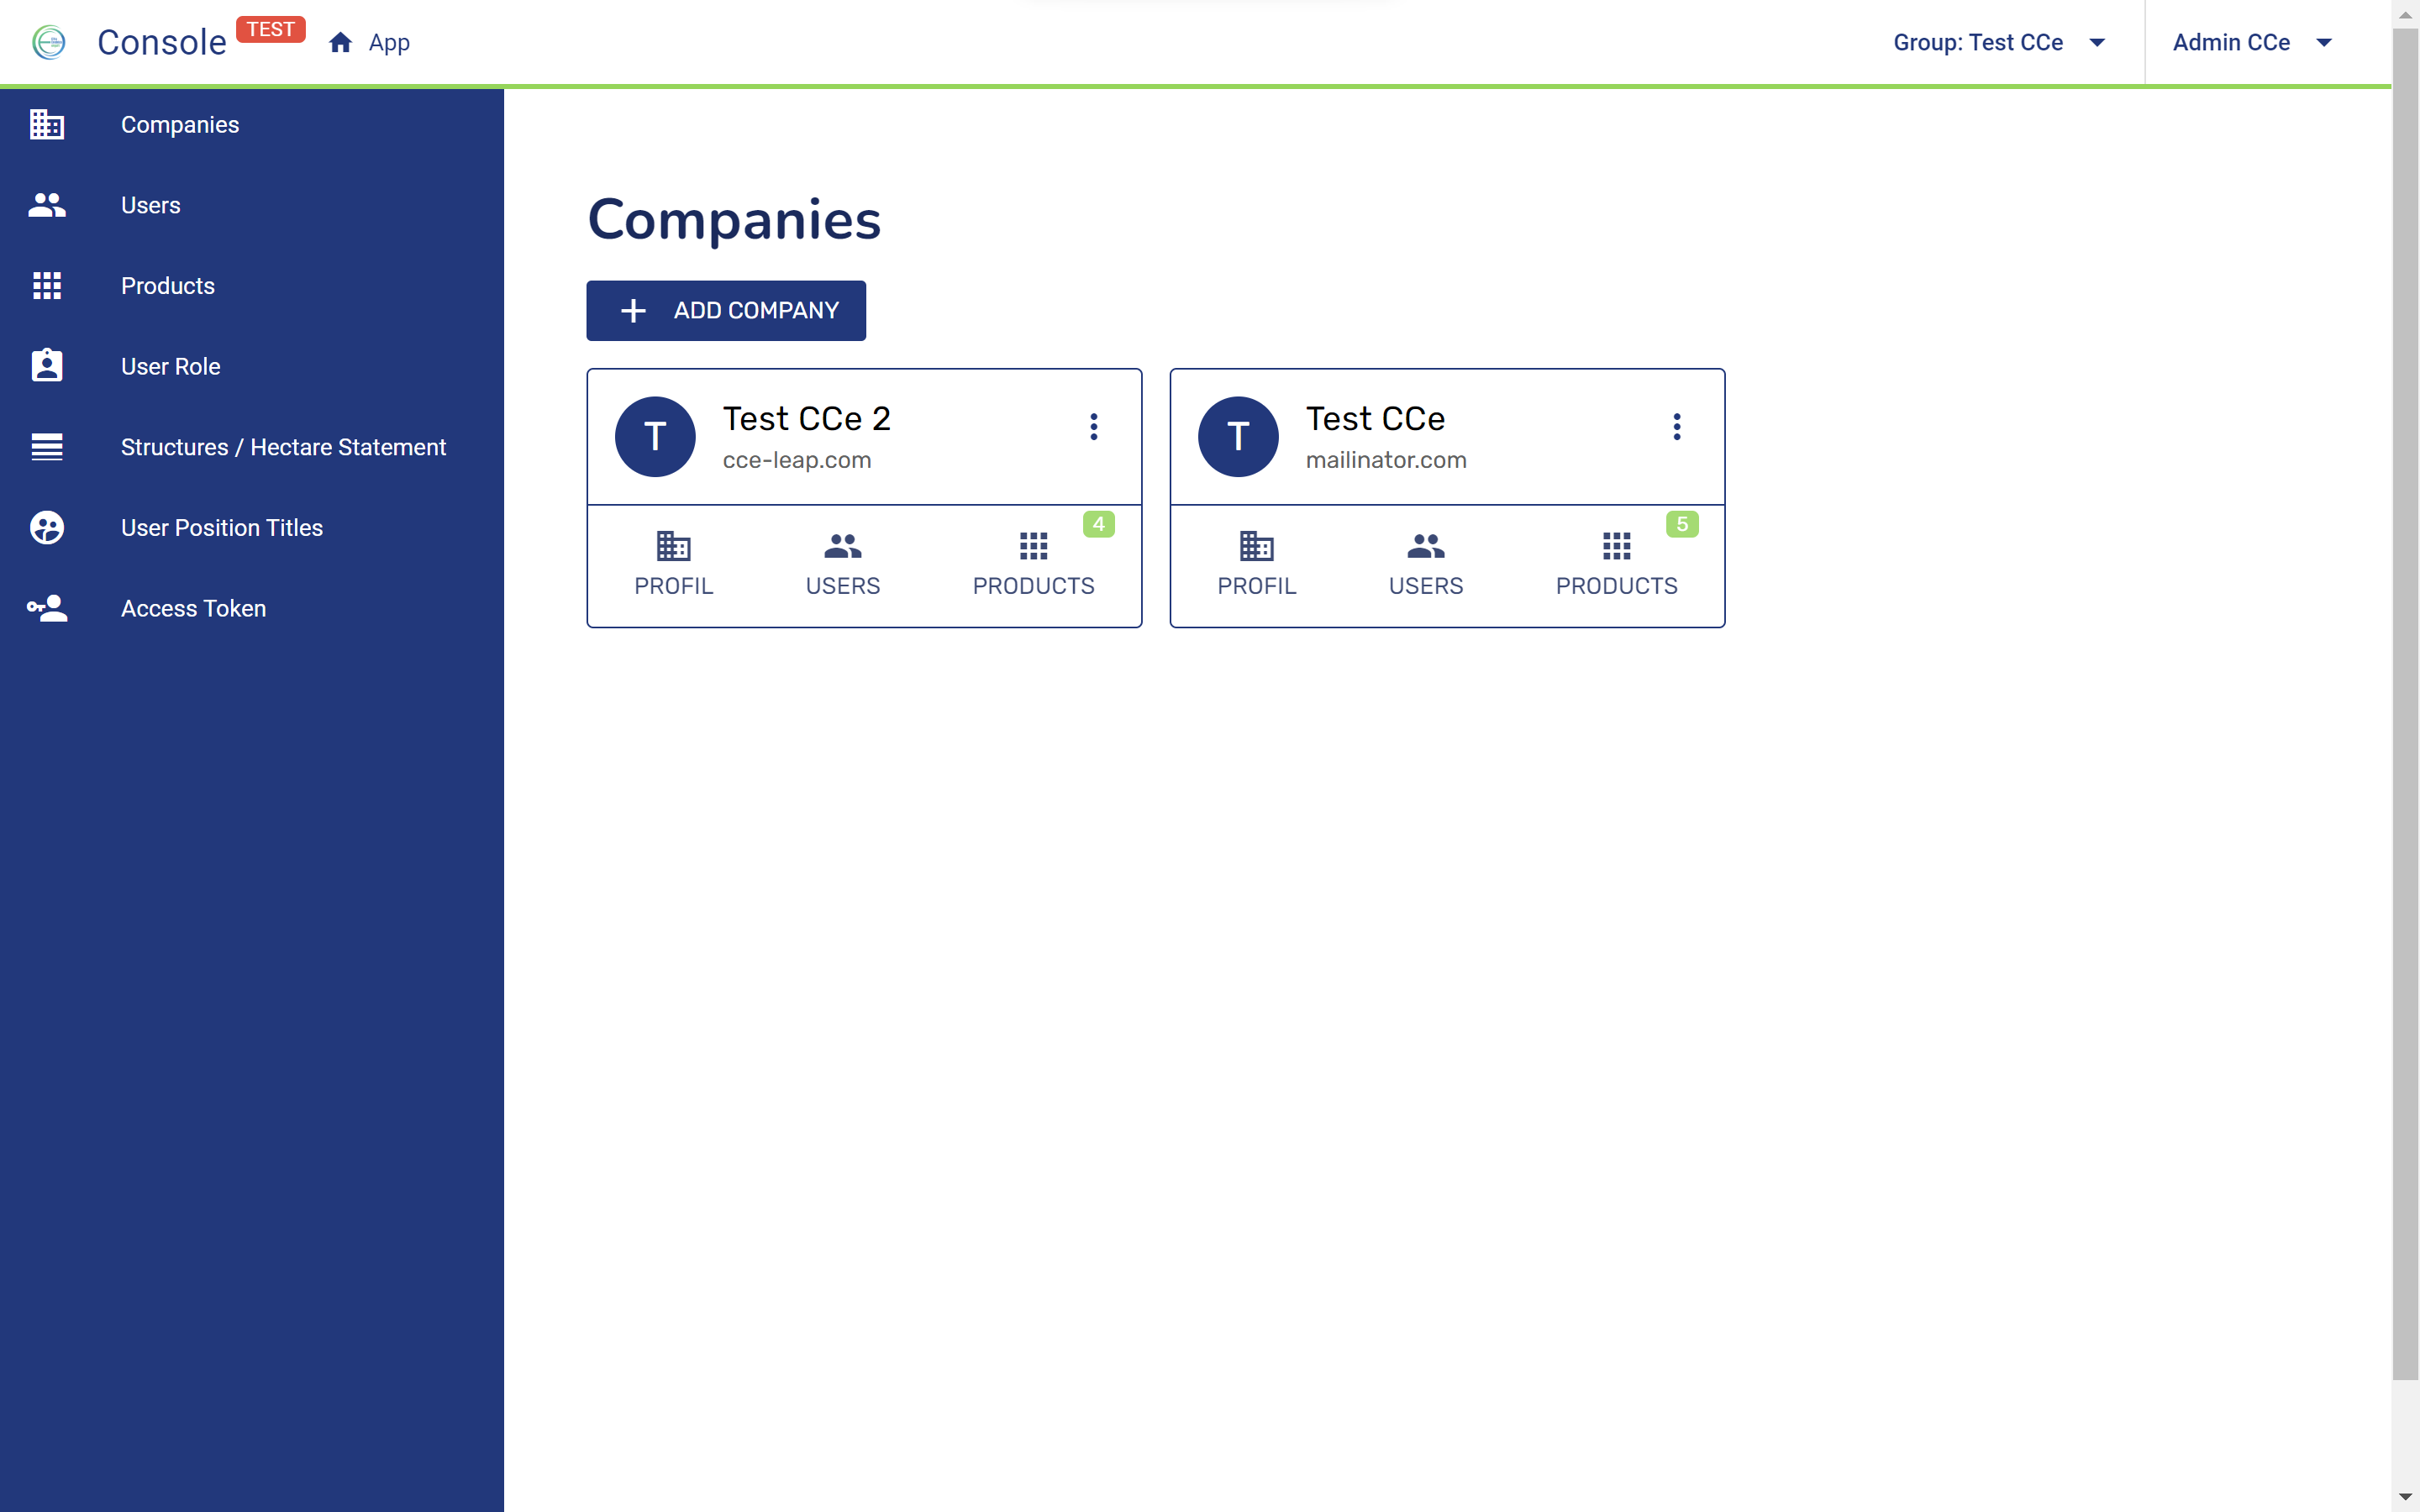 Console TEST App Group: Test CCe Admin CCe
Companies
Users
Products
User Role
Structures / Hectare Statement
User Position Titles
Access Token
Companies
ADD COMPANY
T Test CCe 2
cce-leap.com
4
PROFIL USERS PRODUCTS
T Test CCe
mailinator.com
5
PROFIL USERS PRODUCTS